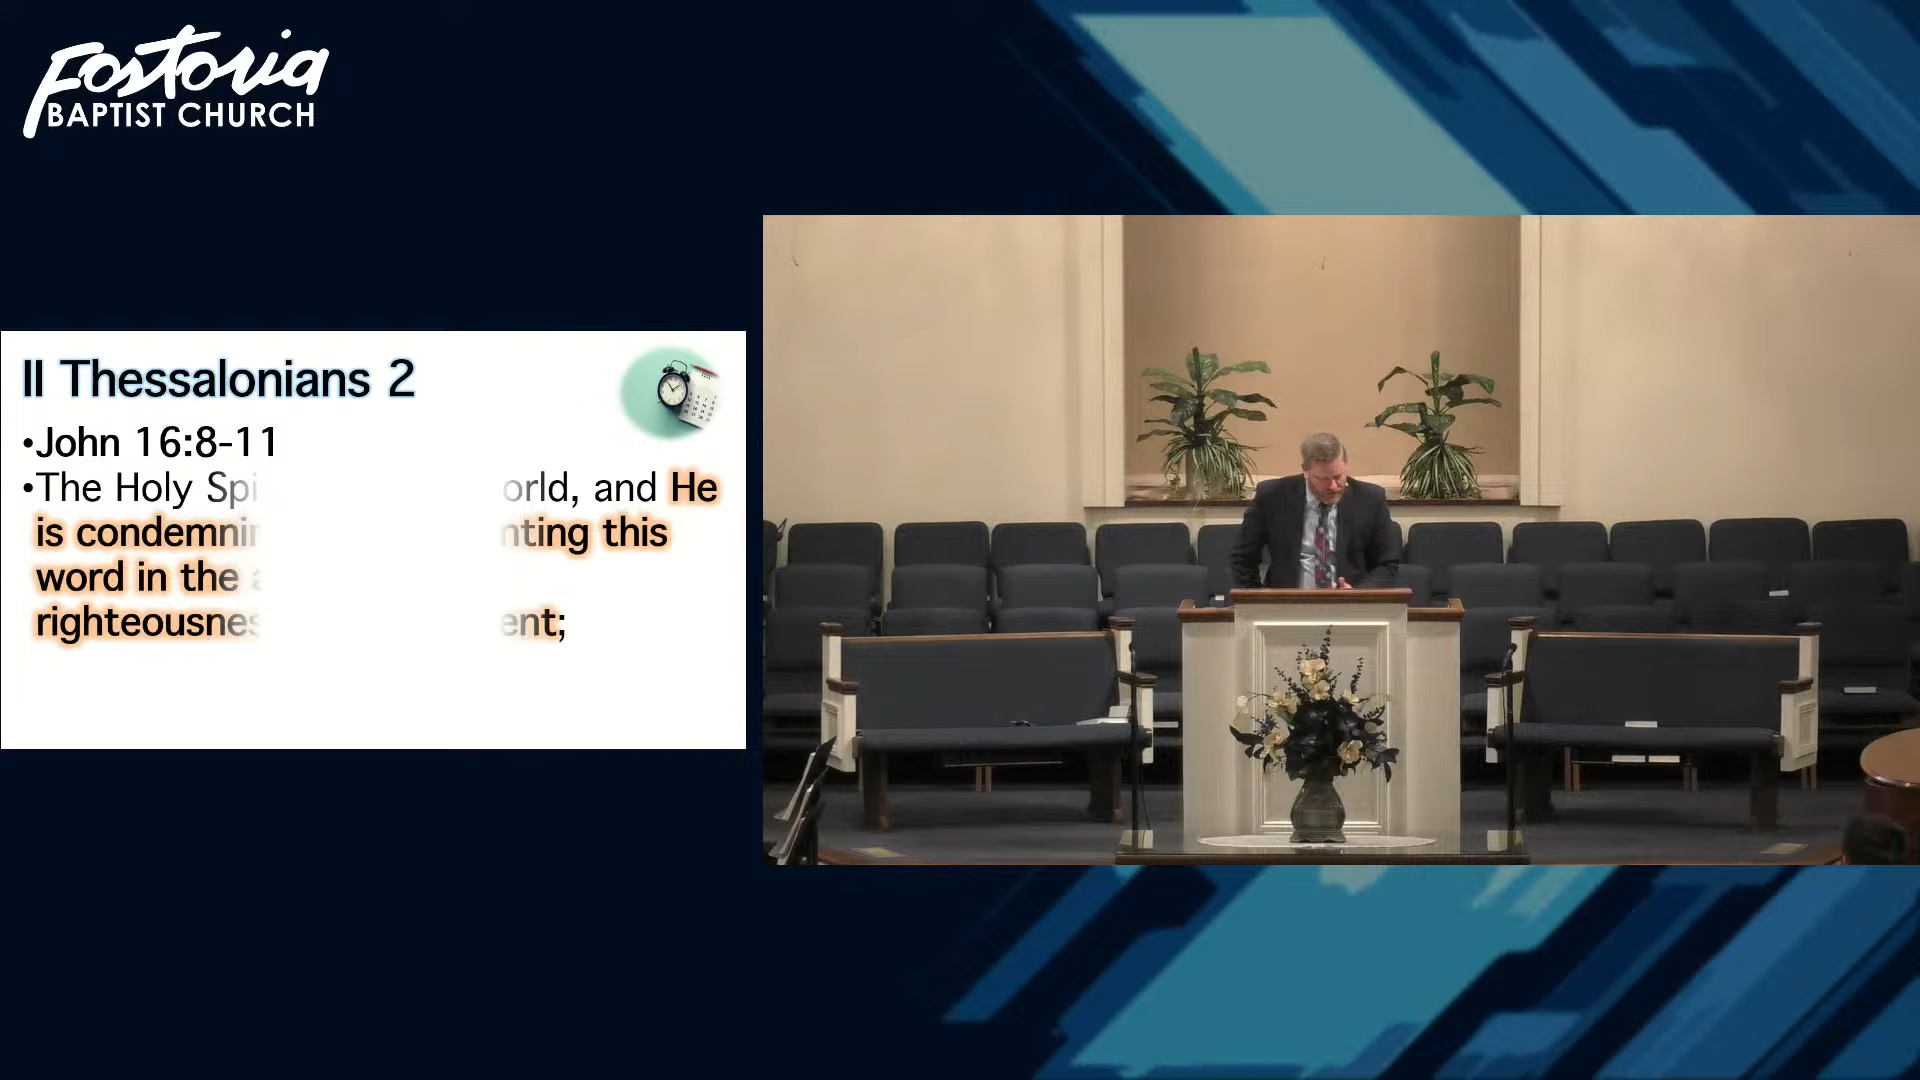 Fostoria
BAPTIST CHURCH
II Thessalonians 2
•John 16:8-11
•The Holy Spi orld, and He
is condemnin nting this
word in the
righteousnes ent;